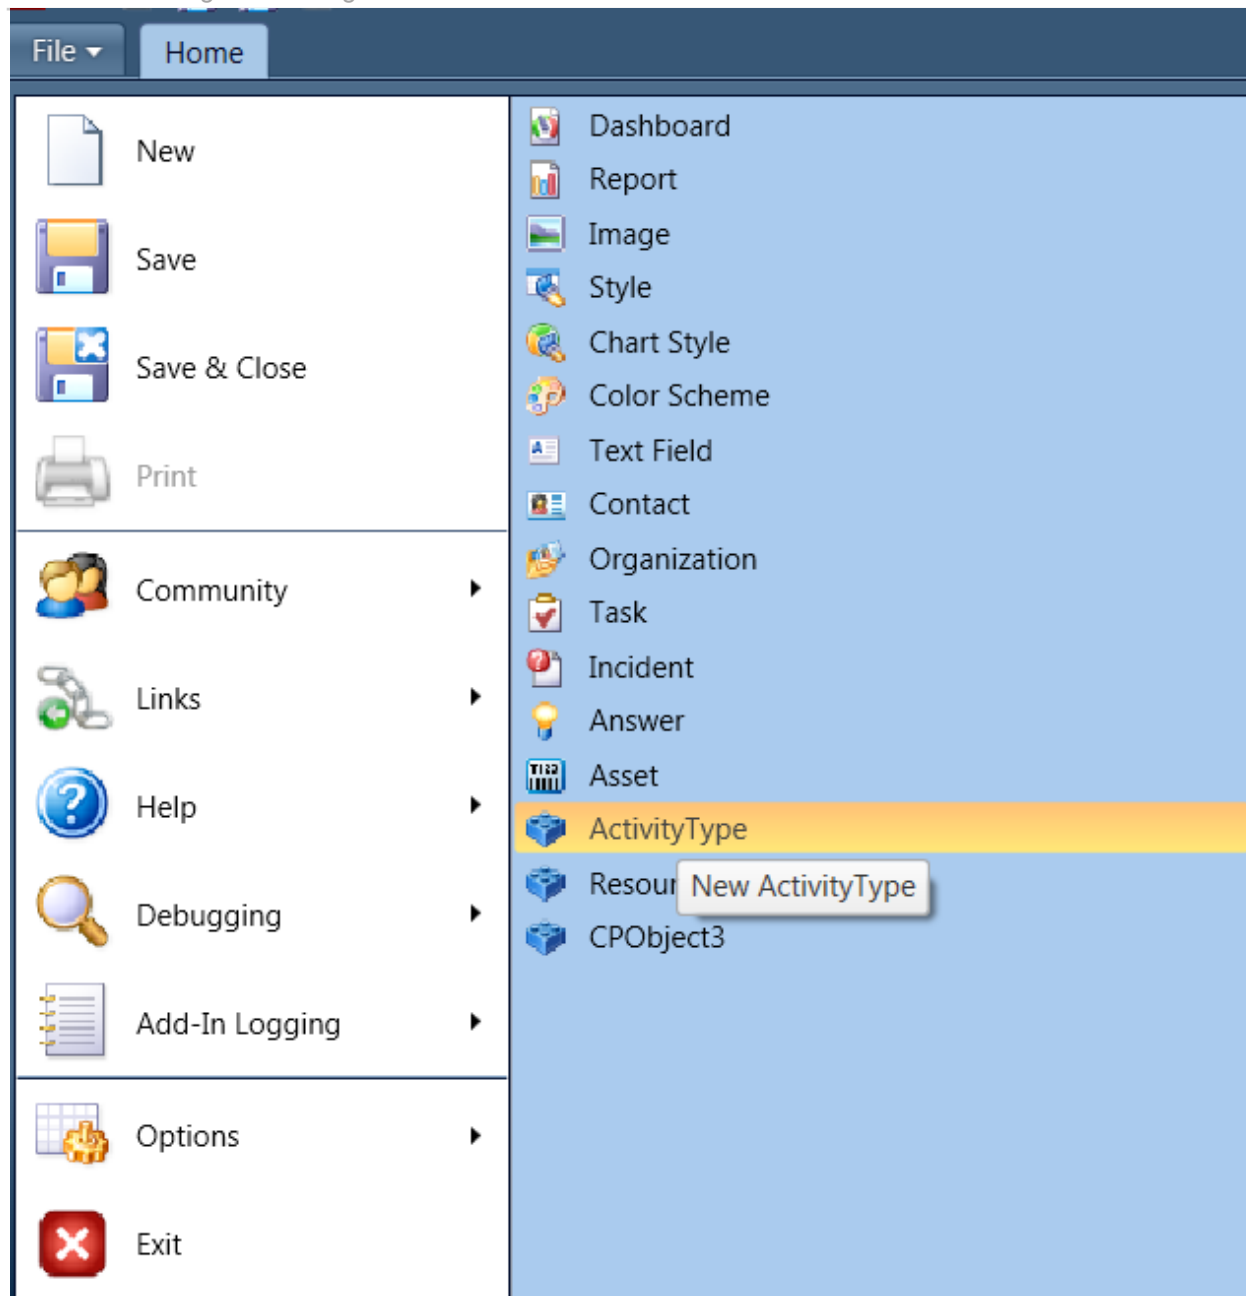 File
Home
New
Save
Save & Close
Print
Community
Links
Help
Debugging
Add-In Logging
Options
Exit
Dashboard
Report
Image
Style
Chart Style
Color Scheme
Text Field
Contact
Organization
Task
Incident
Answer
Asset
ActivityType
New ActivityType
CPObject3